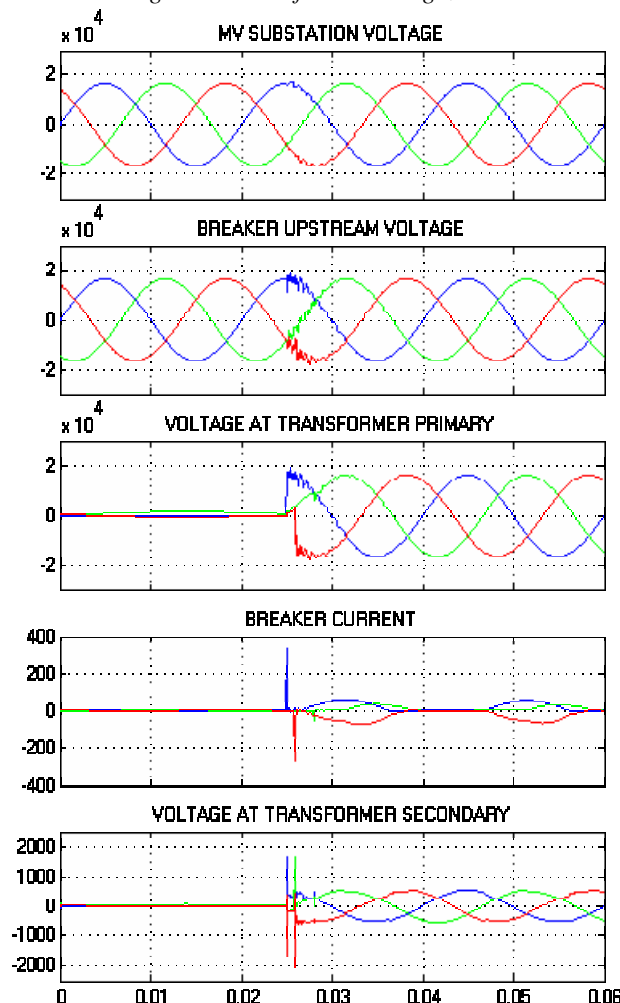 x 10 4
MV SUBSTATION VOLTAGE
2
0
-2
x 10 4
BREAKER UPSTREAM VOLTAGE
2
0
-2
x 10 4
VOLTAGE AT TRANSFORMER PRIMARY
2
0
-2
BREAKER CURRENT
400
200
0
-200
-400
VOLTAGE AT TRANSFORMER SECONDARY
2000
1000
0
-1000
-2000
0 0.01 0.02 0.03 0.04 0.05 0.06